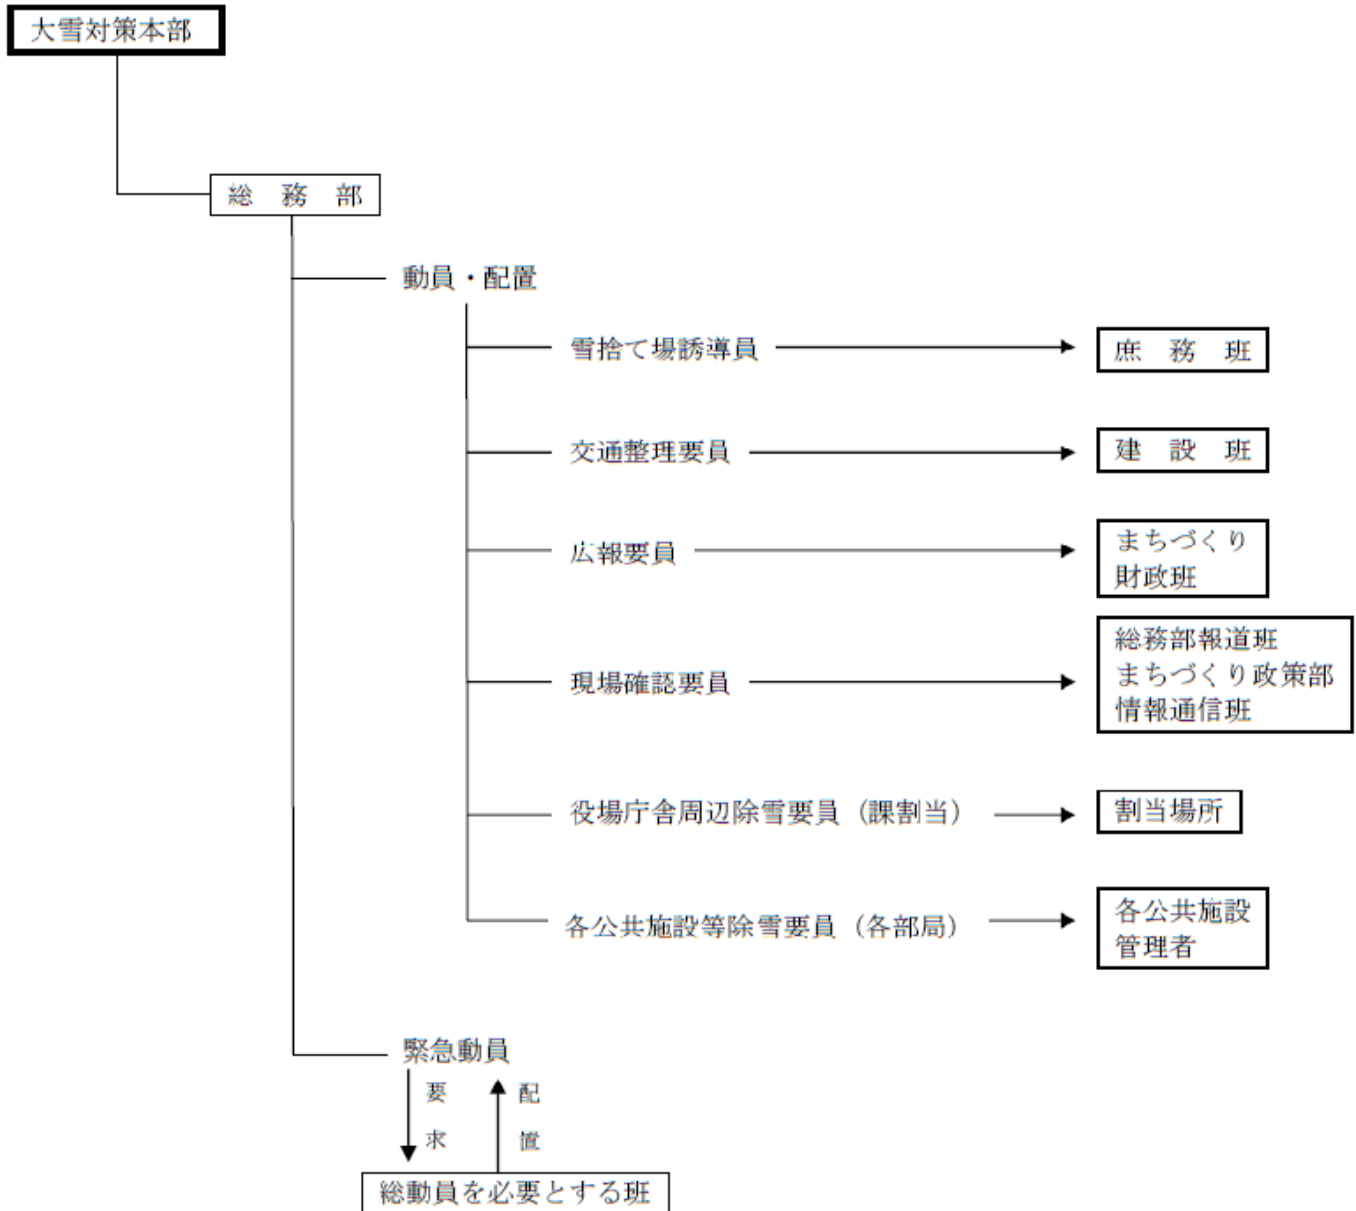 大雪対策本部
総　務　部
動員・配置
雪捨て場誘導員
庶　務　班
交通整理要員
建　設　班
広報要員
まちづくり
財政班
現場確認要員
総務部報道班
まちづくり政策部
情報通信班
役場庁舎周辺除雪要員（課割当）
割当場所
各公共施設等除雪要員（各部局）
各公共施設
管理者
緊急動員
要求
配置
総動員を必要とする班